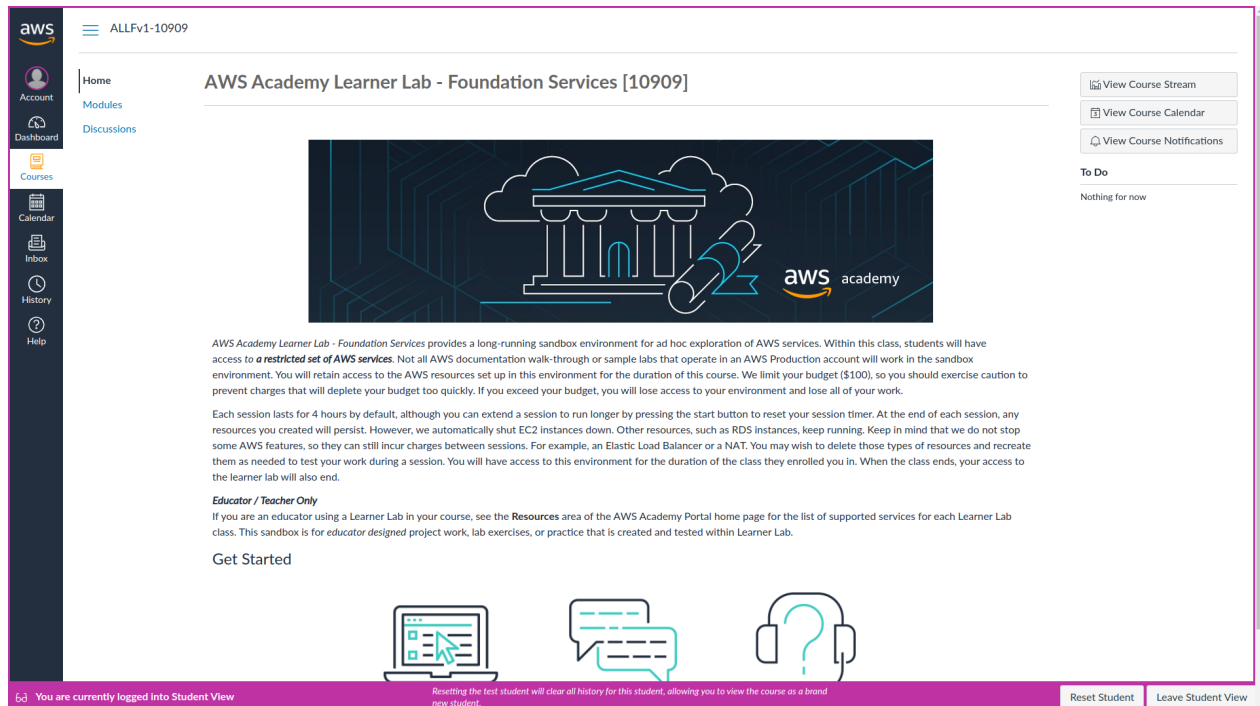 aws
ALLFv1-10909
Account
Dashboard
Courses
Calendar
Inbox
History
Help
Home
Modules
Discussions
AWS Academy Learner Lab - Foundation Services [10909]
aws academy
AWS Academy Learner Lab - Foundation Services provides a long-running sandbox environment for ad hoc exploration of AWS services. Within this class, students will have
access to a restricted set of AWS services. Not all AWS documentation walk-through or sample labs that operate in an AWS Production account will work in the sandbox
environment. You will retain access to the AWS resources set up in this environment for the duration of this course. We limit your budget ($100), so you should exercise caution to
prevent charges that will deplete your budget too quickly. If you exceed your budget, you will lose access to your environment and lose all of your work.
Each session lasts for 4 hours by default, although you can extend a session to run longer by pressing the start button to reset your session timer. At the end of each session, any
resources you created will persist. However, we automatically shut EC2 instances down. Other resources, such as RDS instances, keep running. Keep in mind that we do not stop
some AWS features, so they can still incur charges between sessions. For example, an Elastic Load Balancer or a NAT. You may wish to delete those types of resources and recreate
them as needed to test your work during a session. You will have access to this environment for the duration of the class they enrolled you in. When the class ends, your access to
the learner lab will also end.
Educator / Teacher Only
If you are an educator using a Learner Lab in your course, see the Resources area of the AWS Academy Portal home page for the list of supported services for each Learner Lab
class. This sandbox is for educator designed project work, lab exercises, or practice that is created and tested within Learner Lab.
Get Started
View Course Stream
View Course Calendar
View Course Notifications
To Do
Nothing for now
You are currently logged into Student View
Resetting the test student will clear all history for this student, allowing you to view the course as a brand
new student.
Reset Student
Leave Student View